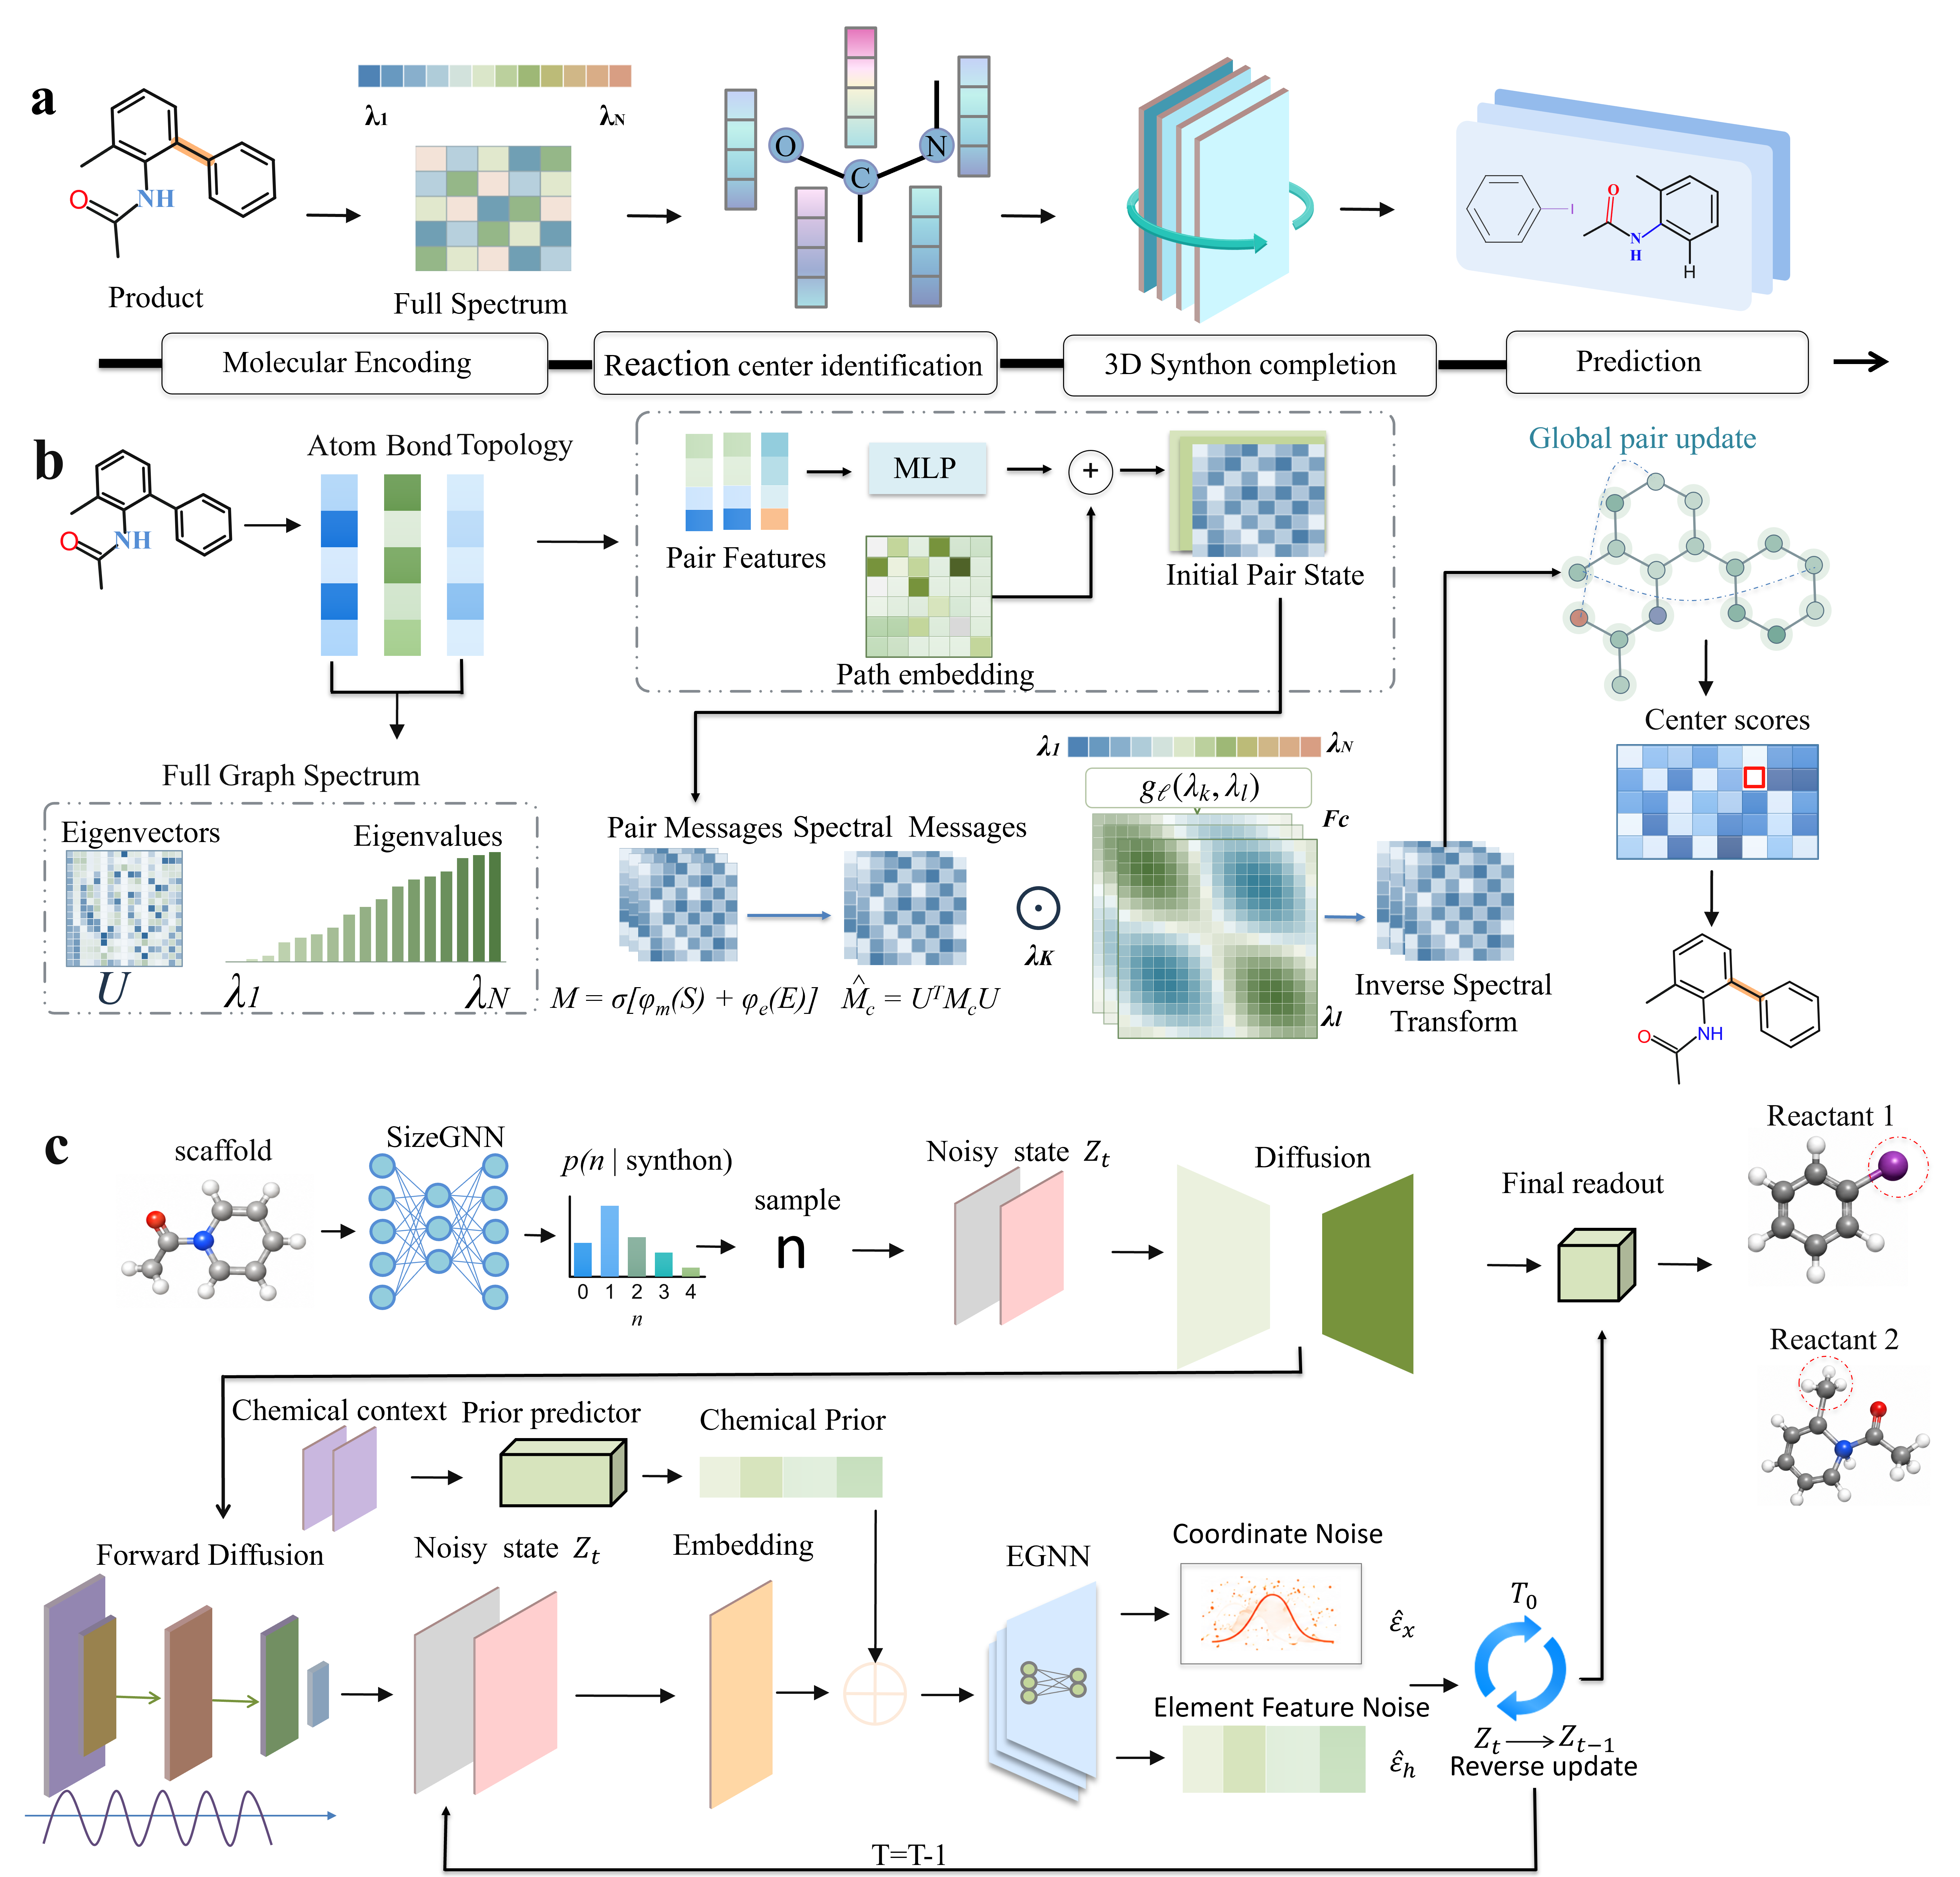 a
λ1
λN
O
C
N
O
NH
Product
Full Spectrum
I
O
N
H
H
Molecular Encoding
Reaction center identification
3D Synthon completion
Prediction
b
Atom Bond Topology
O
NH
MLP
+
Pair Features
Initial Pair State
Path embedding
Global pair update
Center scores
Full Graph Spectrum
Eigenvectors
Eigenvalues
U
λ1
λN
λ1
λN
gℓ(λk, λl)
Fc
Pair Messages
Spectral Messages
λK
λl
M = σ[φm(S) + φe(E)]
M̂c = UᵀMcU
Inverse Spectral
Transform
O
NH
c
scaffold
SizeGNN
p(n | synthon)
0 1 2 3 4
n
sample
n
Noisy state Zt
Diffusion
Final readout
Reactant 1
Reactant 2
Chemical context
Prior predictor
Chemical Prior
Forward Diffusion
Noisy state Zt
Embedding
EGNN
Coordinate Noise
ε̂x
Element Feature Noise
ε̂h
T0
Zt → Zt−1
Reverse update
T=T-1